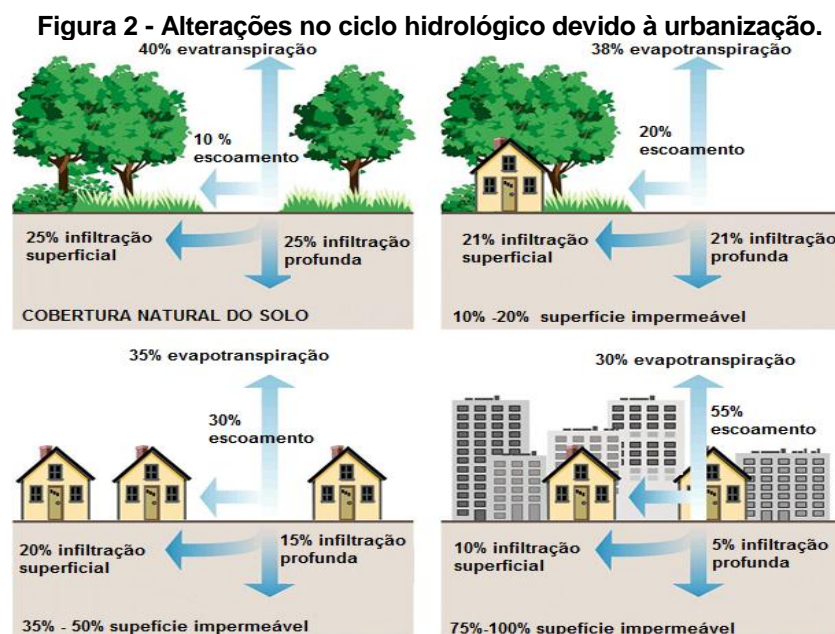 Figura 2 - Alterações no ciclo hidrológico devido à urbanização.
40% evatranspiração
10 %
escoamento
25% infiltração
superficial
25% infiltração
profunda
COBERTURA NATURAL DO SOLO
38% evapotranspiração
20%
escoamento
21% infiltração
superficial
21% infiltração
profunda
10% -20% superfície impermeável
35% evapotranspiração
30%
escoamento
20% infiltração
superficial
15% infiltração
profunda
35% - 50% supefície impermeável
30% evapotranspiração
55%
escoamento
10% infiltração
superficial
5% infiltração
profunda
75%-100% supefície impermeável